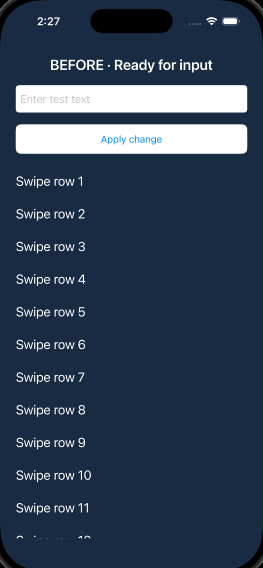 2:27
BEFORE · Ready for input
Enter test text
Apply change
Swipe row 1
Swipe row 2
Swipe row 3
Swipe row 4
Swipe row 5
Swipe row 6
Swipe row 7
Swipe row 8
Swipe row 9
Swipe row 10
Swipe row 11